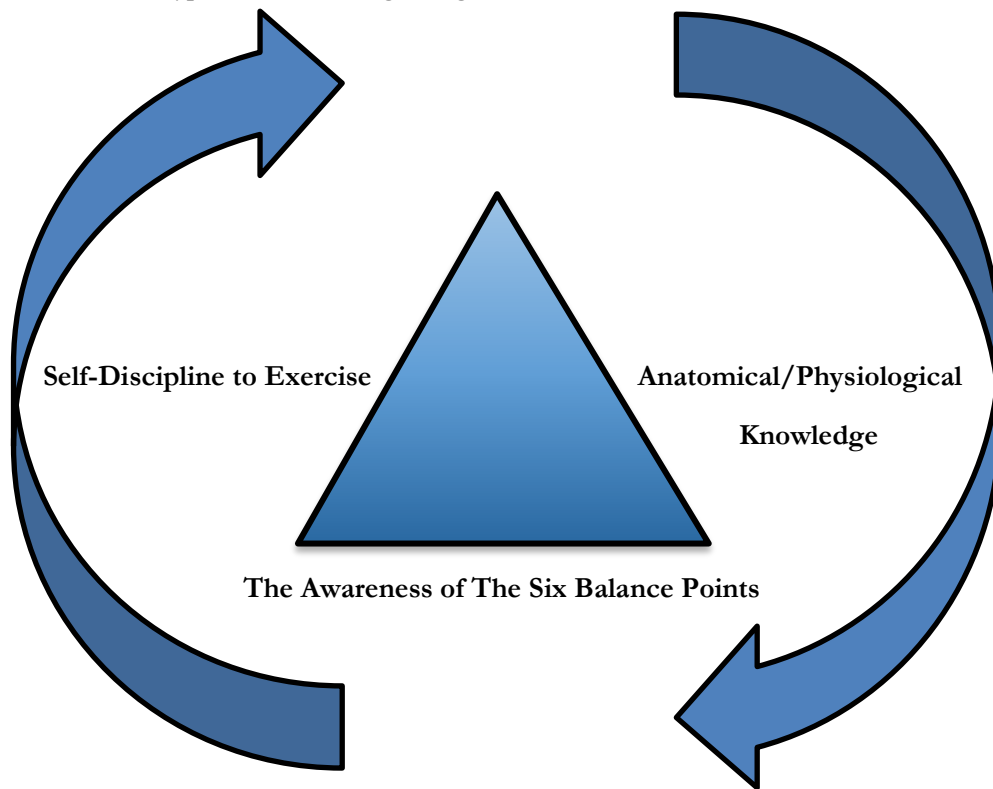 Self-Discipline to Exercise
Anatomical/Physiological
Knowledge
The Awareness of The Six Balance Points